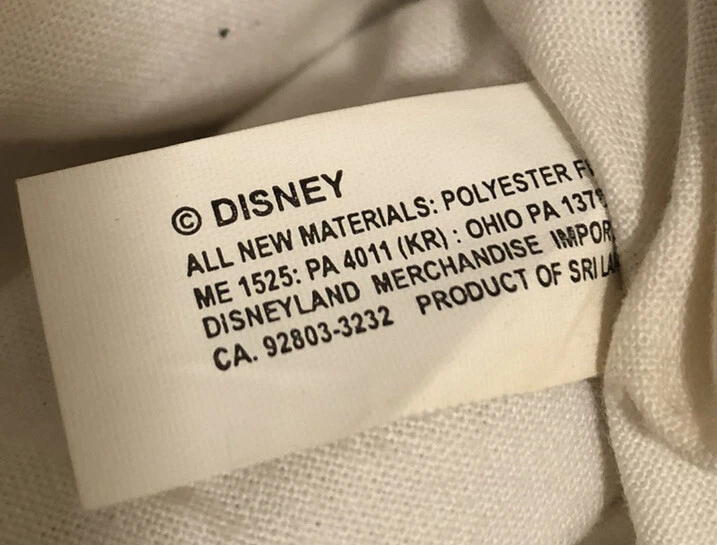 © DISNEY
ALL NEW MATERIALS: POLYESTER
ME 1525: PA 4011 (KR) : OHIO PA
DISNEYLAND MERCHANDISE
CA. 92803-3232 PRODUCT OF SRI